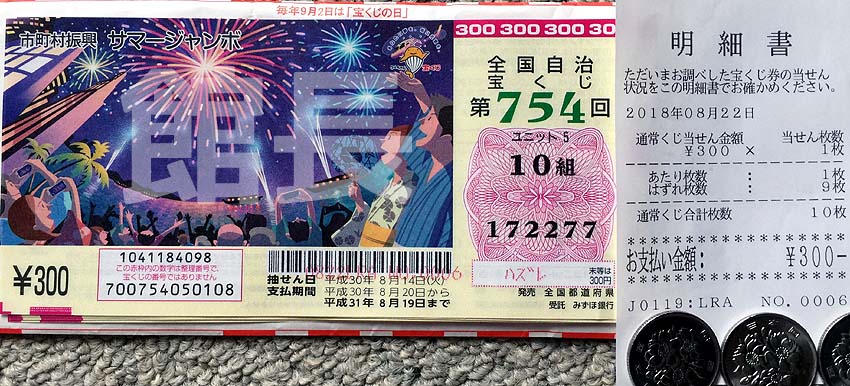 毎年9月2日は「宝くじの日」
市町村振興 サマージャンボ
宝くじ
館長
300 300 300 30
全国自治
宝くじ
第754回
ユニット 5
10組
172277
ハズレ
末等は
300円
¥300
1041184098
この赤枠内の数字は整理番号で、
宝くじの番号ではありません
700754050108
抽せん日 平成30年 8月14日(火)
支払期間 平成30年 8月20日から
平成31年 8月19日まで
発売 全国都道府県
受託 みずほ銀行
明細書
ただいまお調べした宝くじ券の当せん
状況をこの明細書でお確かめください。
2018年08月22日
通常くじ当せん金額 当せん枚数
¥300 × 1枚
あたり枚数 : 1枚
はずれ枚数 : 9枚
通常くじ合計枚数 10枚
お支払い金額: ¥300-
J0119:LRA NO.0006